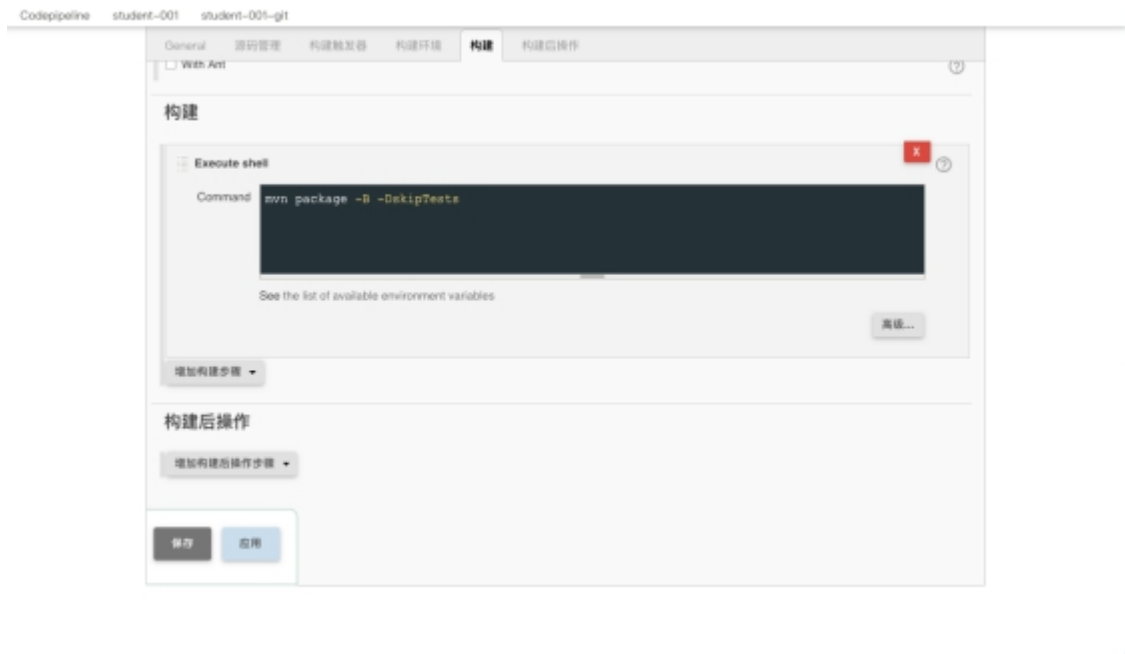 Codepipeline student-001 student-001-git
General 源码管理 构建触发器 构建环境 构建 构建后操作
With Ant
构建
X
Execute shell
Command mvn package -B -DskipTests
See the list of available environment variables
高级...
增加构建步骤
构建后操作
增加构建后操作步骤
保存 应用